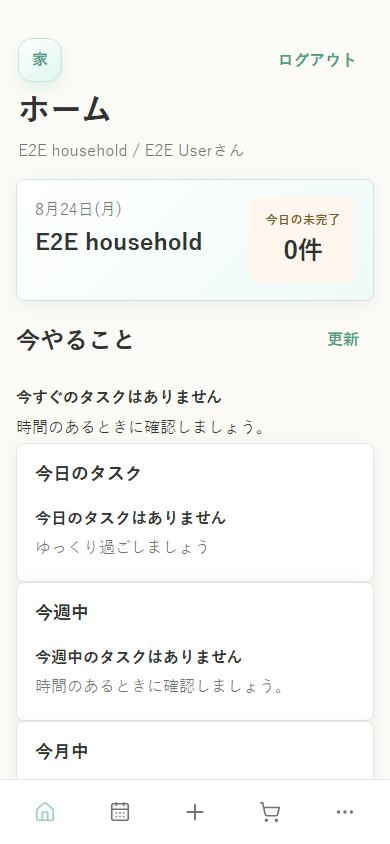 家
ログアウト
ホーム
E2E household / E2E Userさん
8月24日(月)
E2E household
今日の未完了
0件
今やること
更新
今すぐのタスクはありません
時間のあるときに確認しましょう。
今日のタスク
今日のタスクはありません
ゆっくり過ごしましょう
今週中
今週中のタスクはありません
時間のあるときに確認しましょう。
今月中